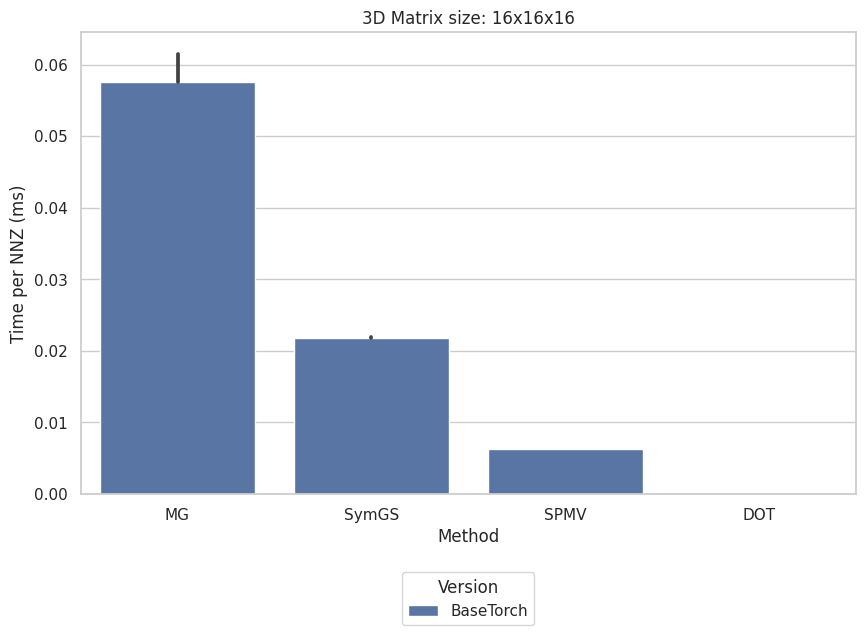 3D Matrix size: 16x16x16
Time per NNZ (ms)
0.06
0.05
0.04
0.03
0.02
0.01
0.00
MG SymGS SPMV DOT
Method
Version
BaseTorch